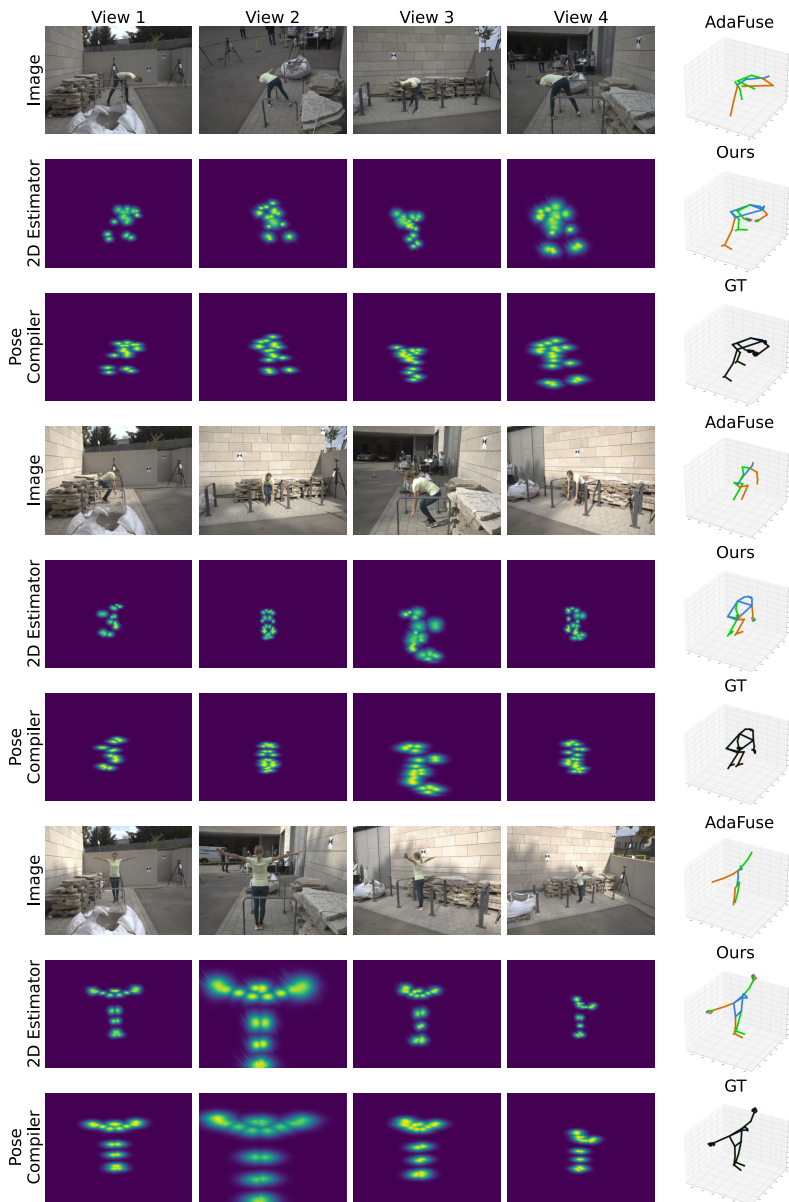 View 1 View 2 View 3 View 4
AdaFuse
Image
Ours
2D Estimator
GT
Pose
Compiler
AdaFuse
Image
Ours
2D Estimator
GT
Pose
Compiler
AdaFuse
Image
Ours
2D Estimator
GT
Pose
Compiler